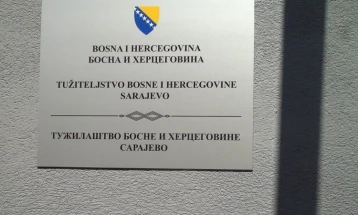 BOSNA I HERCEGOVINA
БОСНА И ХЕРЦЕГОВИНА
TUŽITELJSTVO BOSNE I HERCEGOVINE
SARAJEVO
ТУЖИЛАШТВО БОСНЕ И ХЕРЦЕГОВИНЕ
САРАЈЕВО